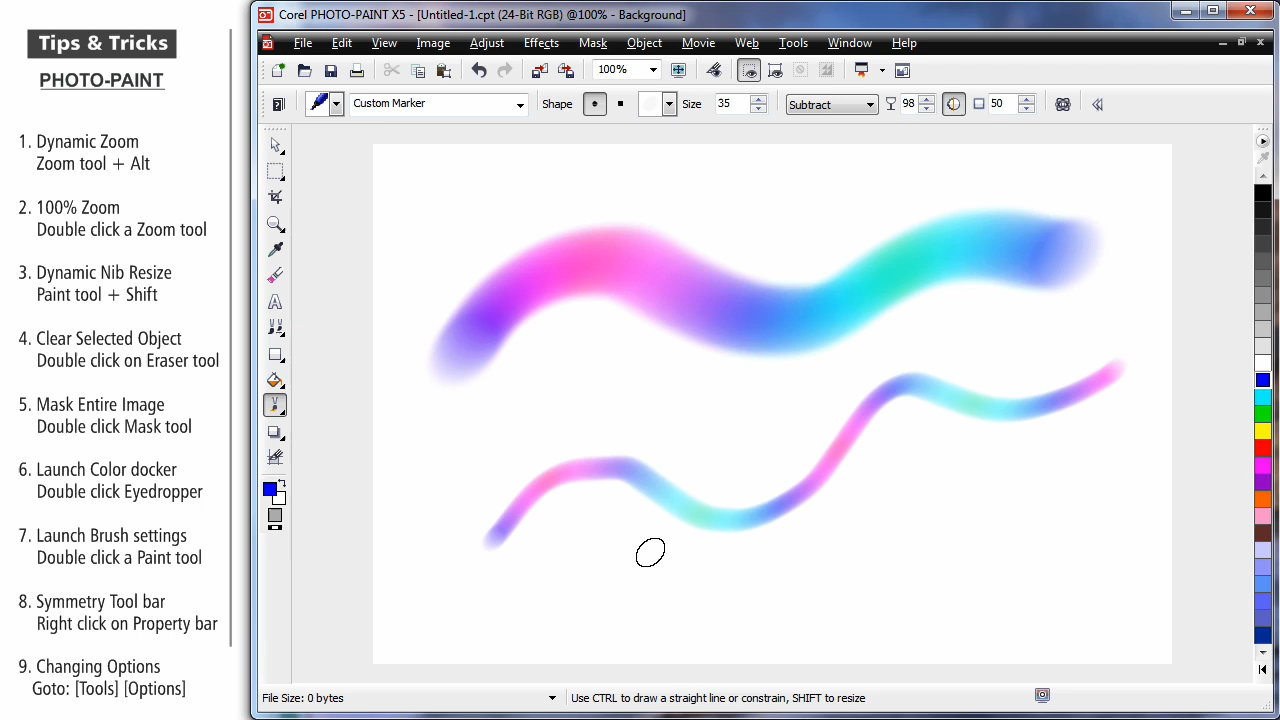 Tips & Tricks
PHOTO-PAINT
1. Dynamic Zoom
Zoom tool + Alt
2. 100% Zoom
Double click a Zoom tool
3. Dynamic Nib Resize
Paint tool + Shift
4. Clear Selected Object
Double click on Eraser tool
5. Mask Entire Image
Double click Mask tool
6. Launch Color docker
Double click Eyedropper
7. Launch Brush settings
Double click a Paint tool
8. Symmetry Tool bar
Right click on Property bar
9. Changing Options
Goto: [Tools] [Options]
Corel PHOTO-PAINT X5 - [Untitled-1.cpt (24-Bit RGB) @100% - Background]
File Edit View Image Adjust Effects Mask Object Movie Web Tools Window Help
100%
Custom Marker Shape Size 35 Subtract 98 50
File Size: 0 bytes Use CTRL to draw a straight line or constrain, SHIFT to resize